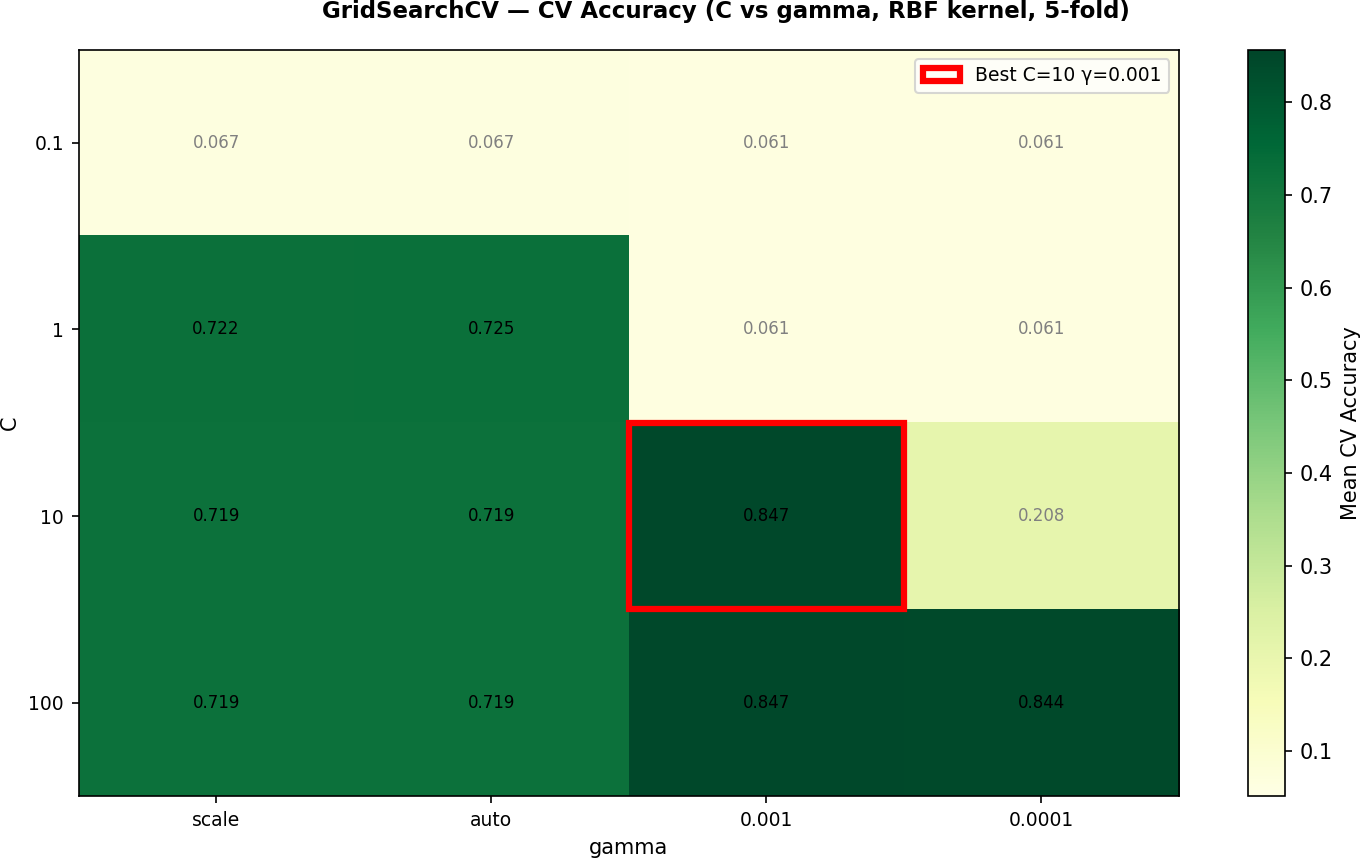 GridSearchCV — CV Accuracy (C vs gamma, RBF kernel, 5-fold)
Best C=10 γ=0.001
0.1
0.067 0.067 0.061 0.061
1
0.722 0.725 0.061 0.061
10
0.719 0.719 0.847 0.208
100
0.719 0.719 0.847 0.844
C
scale auto 0.001 0.0001
gamma
0.8
0.7
0.6
0.5
0.4
0.3
0.2
0.1
Mean CV Accuracy